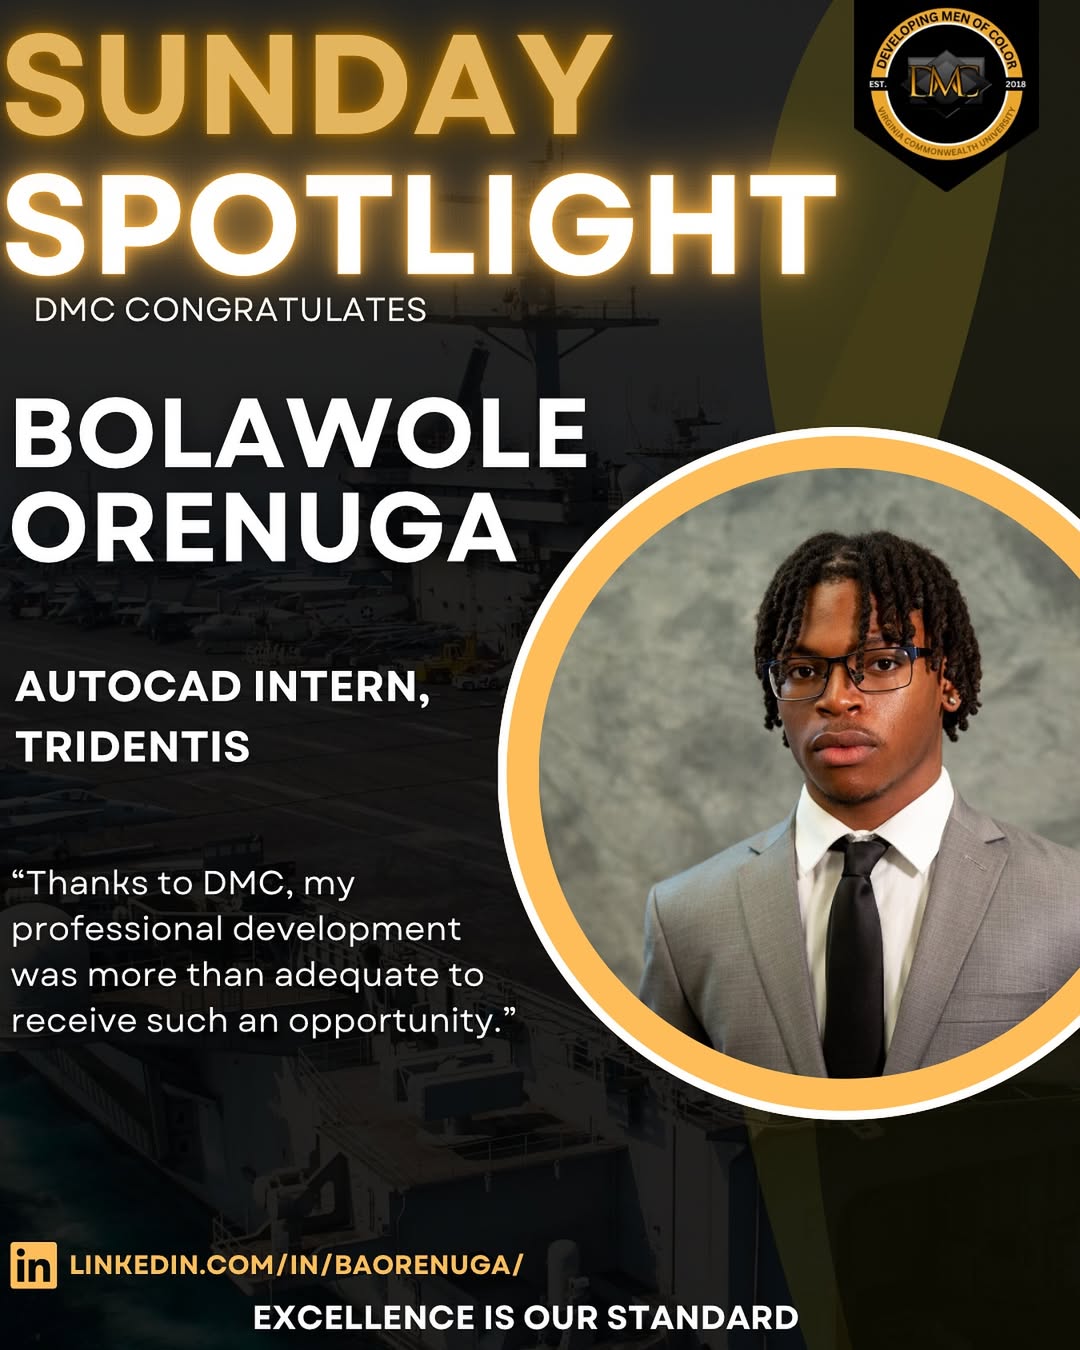 SUNDAY
SPOTLIGHT
DMC CONGRATULATES
DEVELOPING MEN OF COLOR
EST.
DMC
2018
VIRGINIA COMMONWEALTH UNIVERSITY
BOLAWOLE
ORENUGA
AUTOCAD INTERN,
TRIDENTIS
“Thanks to DMC, my
professional development
was more than adequate to
receive such an opportunity.”
in
LINKEDIN.COM/IN/BAORENUGA/
EXCELLENCE IS OUR STANDARD